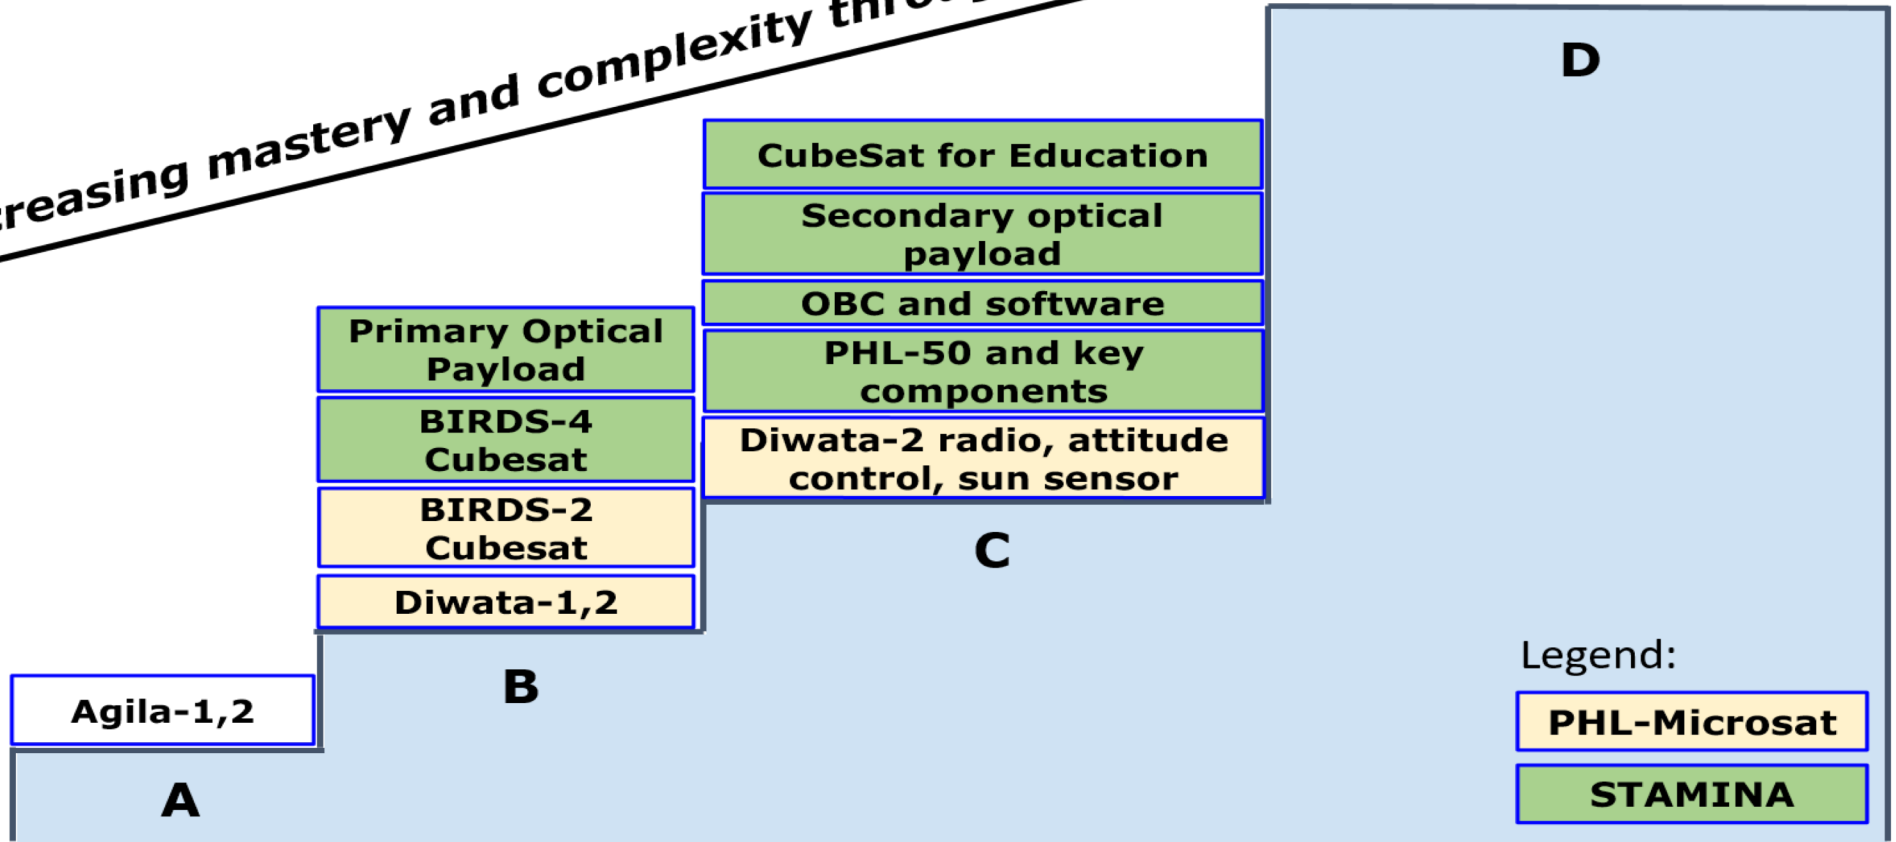 mastery and complexity
D
CubeSat for Education
Secondary optical
payload
OBC and software
PHL-50 and key
components
Diwata-2 radio, attitude
control, sun sensor
C
Primary Optical
Payload
BIRDS-4
Cubesat
BIRDS-2
Cubesat
Diwata-1,2
B
Agila-1,2
A
Legend:
PHL-Microsat
STAMINA